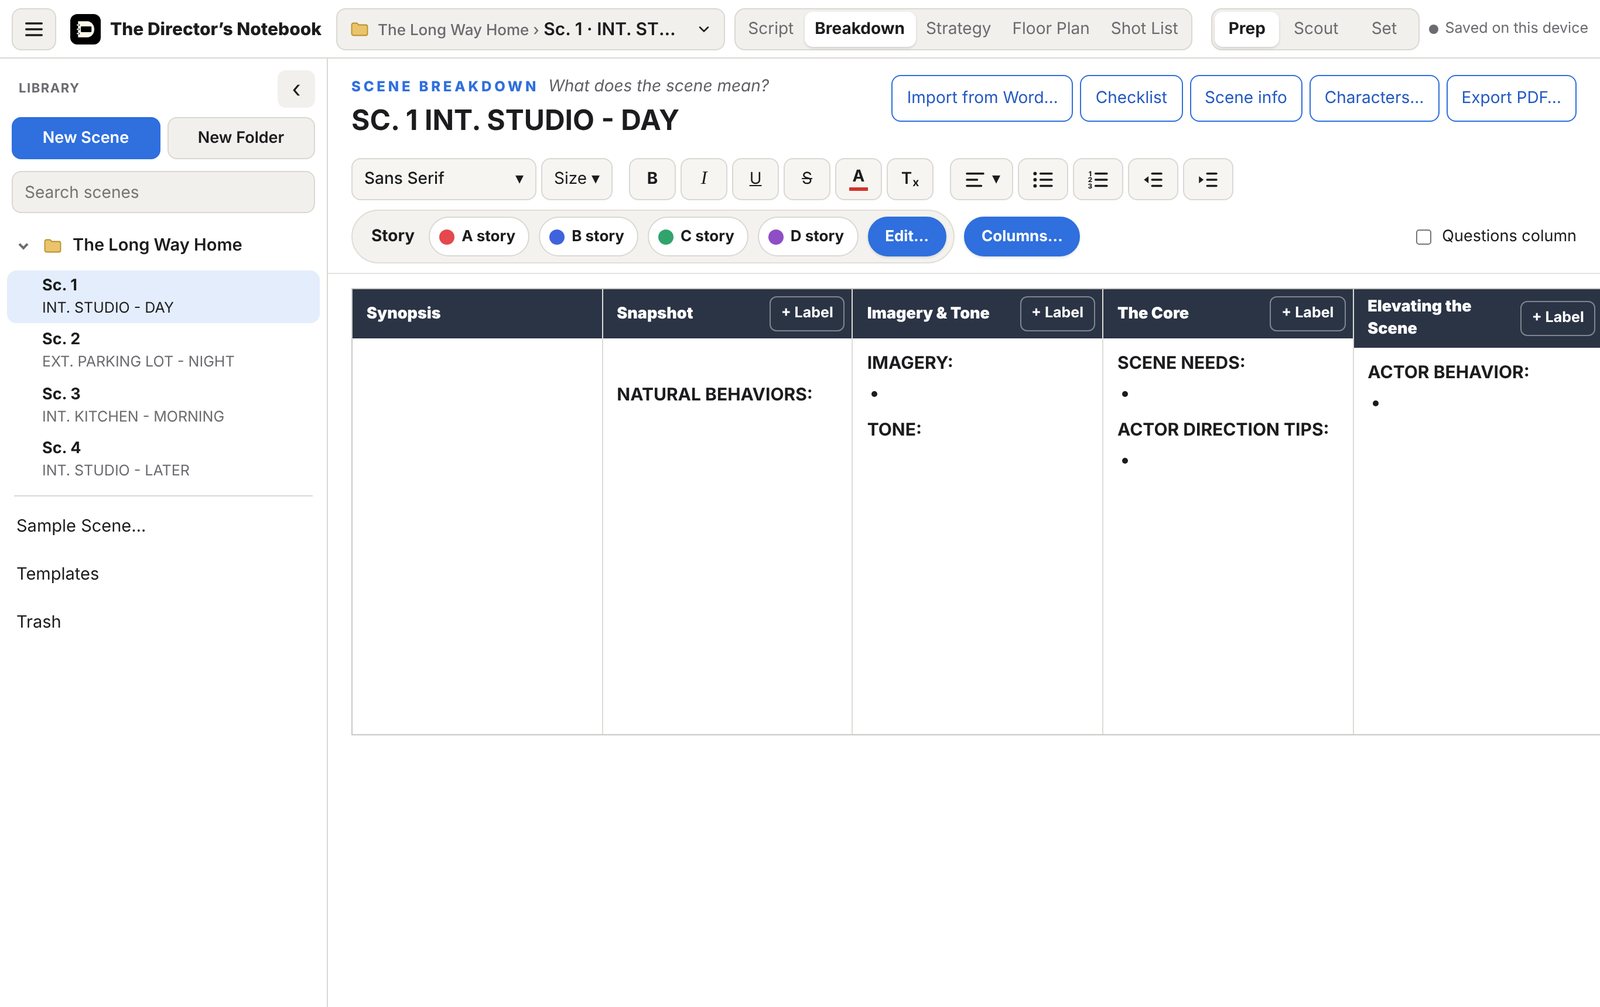 The Director's Notebook
The Long Way Home › Sc. 1 · INT. ST...
Script Breakdown Strategy Floor Plan Shot List
Prep Scout Set
Saved on this device
LIBRARY
New Scene New Folder
Search scenes
The Long Way Home
Sc. 1
INT. STUDIO - DAY
Sc. 2
EXT. PARKING LOT - NIGHT
Sc. 3
INT. KITCHEN - MORNING
Sc. 4
INT. STUDIO - LATER
Sample Scene...
Templates
Trash
SCENE BREAKDOWN What does the scene mean?
SC. 1 INT. STUDIO - DAY
Import from Word... Checklist Scene info Characters... Export PDF...
Sans Serif Size B I U S A Tx
Story A story B story C story D story Edit... Columns... Questions column
Synopsis
Snapshot + Label
NATURAL BEHAVIORS:
Imagery & Tone + Label
IMAGERY:
•
TONE:
The Core + Label
SCENE NEEDS:
•
ACTOR DIRECTION TIPS:
•
Elevating the
Scene + Label
ACTOR BEHAVIOR:
•